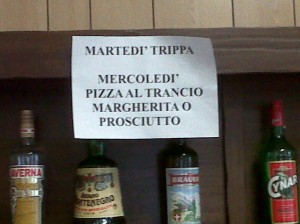 MARTEDI' TRIPPA
MERCOLEDI'
PIZZA AL TRANCIO
MARGHERITA O
PROSCIUTTO
AVERNA
MONTENEGRO
BRAULIO
CYNAR